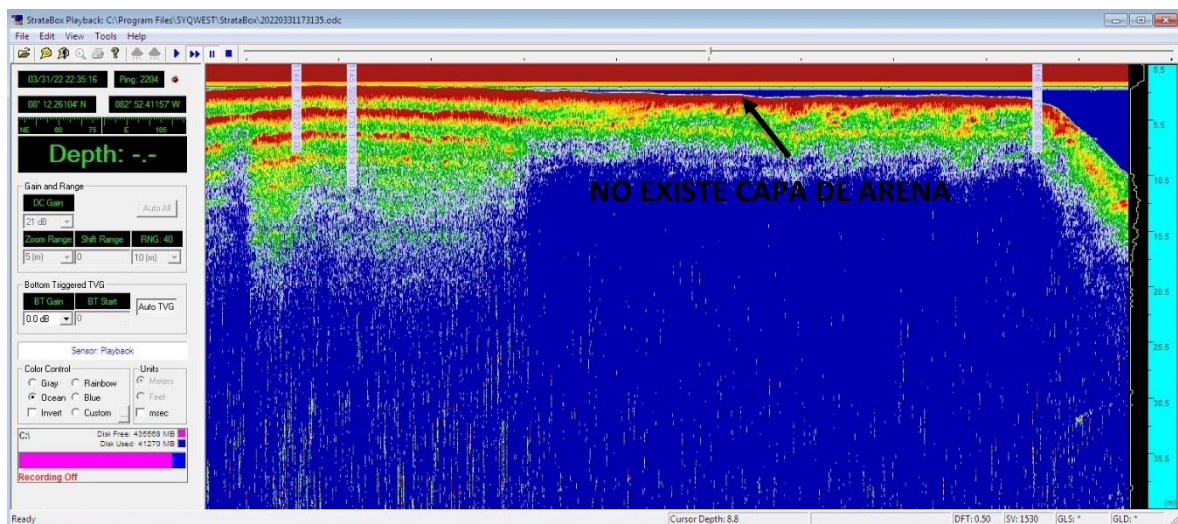 StrataBox Playback: C:\Program Files\SYQWEST\StrataBox\20220331173135.odc
File Edit View Tools Help
03/31/22 22:35:16 Ping: 2204
08° 12.26104' N 082° 52.41157' W
NE 60 75 E 105
Depth: -.-
Gain and Range
DC Gain
Auto All
21 dB
Zoom Range Shift Range RNG: 40
5 (m) 0 10 (m)
Bottom Triggered TVG
BT Gain BT Start
Auto TVG
0.0 dB 0
Sensor: Playback
Color Control Units
Gray Rainbow Meters
Ocean Blue Feet
Invert Custom ... msec
C:\ Disk Free: 435668 MB
Disk Used: 41270 MB
Recording Off
NO EXISTE CAPA DE ARENA
0.5
5.5
10.5
15.5
20.5
25.5
30.5
35.5
(m)
Ready Cursor Depth: 8.8 DFT: 0.50 SV: 1530 GLS: * GLD: *